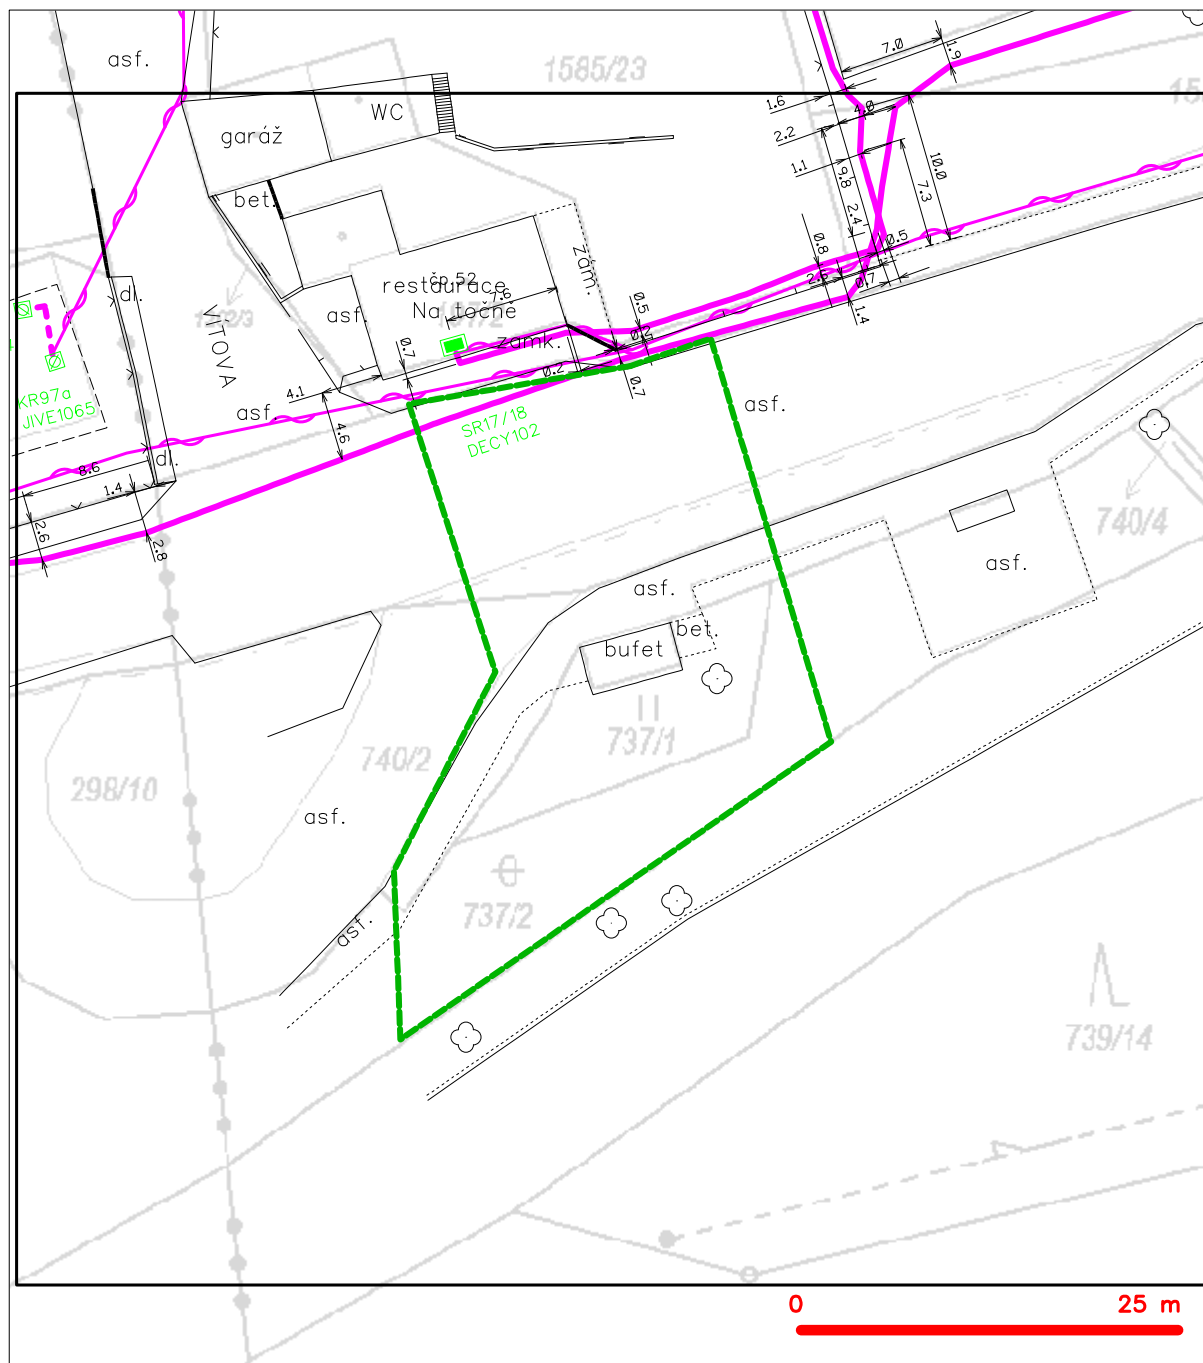 asf.
1585/23
7.0
1.9
WC
garáž
1.6
4.0
2.2
1.1
9.8
10.0
7.3
2.4
bet.
zám.
0.8
0.5
0.7
1.4
čp.52
restaurace
7.6
Na točné
0.5
0.2
dl.
VÍTOVA
asf.
zámk.
0.7
0.2
0.7
KR97a
JIVE1065
4.1
asf.
asf.
4.6
SR17/18
DECY102
dl.
8.6
1.4
2.6
2.8
740/4
asf.
asf.
bet.
bufet
737/1
740/2
298/10
asf.
737/2
asf.
739/14
0
25 m